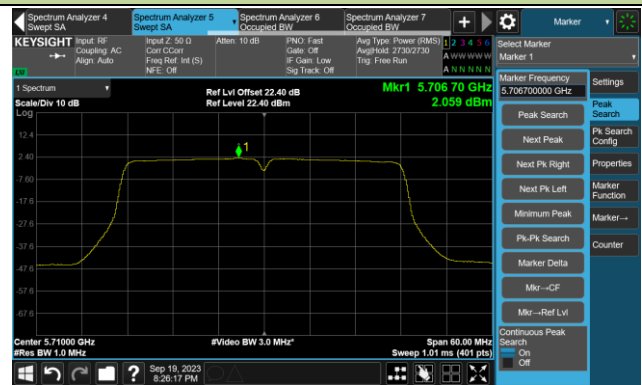 Spectrum Analyzer 4
Swept SA
Spectrum Analyzer 5
Swept SA
Spectrum Analyzer 6
Occupied BW
Spectrum Analyzer 7
Occupied BW
Marker
KEYSIGHT
Input: RF
Coupling: AC
Align: Auto
Input Z: 50 Ω
Corr CCorr
Freq Ref: Int (S)
NFE: Off
Atten: 10 dB
PNO: Fast
Gate: Off
IF Gain: Low
Sig Track: Off
Avg Type: Power (RMS)
Avg|Hold: 2730/2730
Trig: Free Run
1 2 3 4 5 6
A W W W W W
A N N N N N
Select Marker
Marker 1
1 Spectrum
Scale/Div 10 dB
Log
Ref Lvl Offset 22.40 dB
Ref Level 22.40 dBm
Mkr1 5.706 70 GHz
2.059 dBm
12.4
2.40
-7.60
-17.6
-27.6
-37.6
-47.6
-57.6
-67.6
1
Center 5.71000 GHz
#Res BW 1.0 MHz
#Video BW 3.0 MHz*
Span 60.00 MHz
Sweep 1.01 ms (401 pts)
Marker Frequency
5.706700000 GHz
Peak Search
Next Peak
Next Pk Right
Next Pk Left
Minimum Peak
Pk-Pk Search
Marker Delta
Mkr→CF
Mkr→Ref Lvl
Continuous Peak
Search
On
Off
Settings
Peak
Search
Pk Search
Config
Properties
Marker
Function
Marker→
Counter
Sep 19, 2023
8:26:17 PM